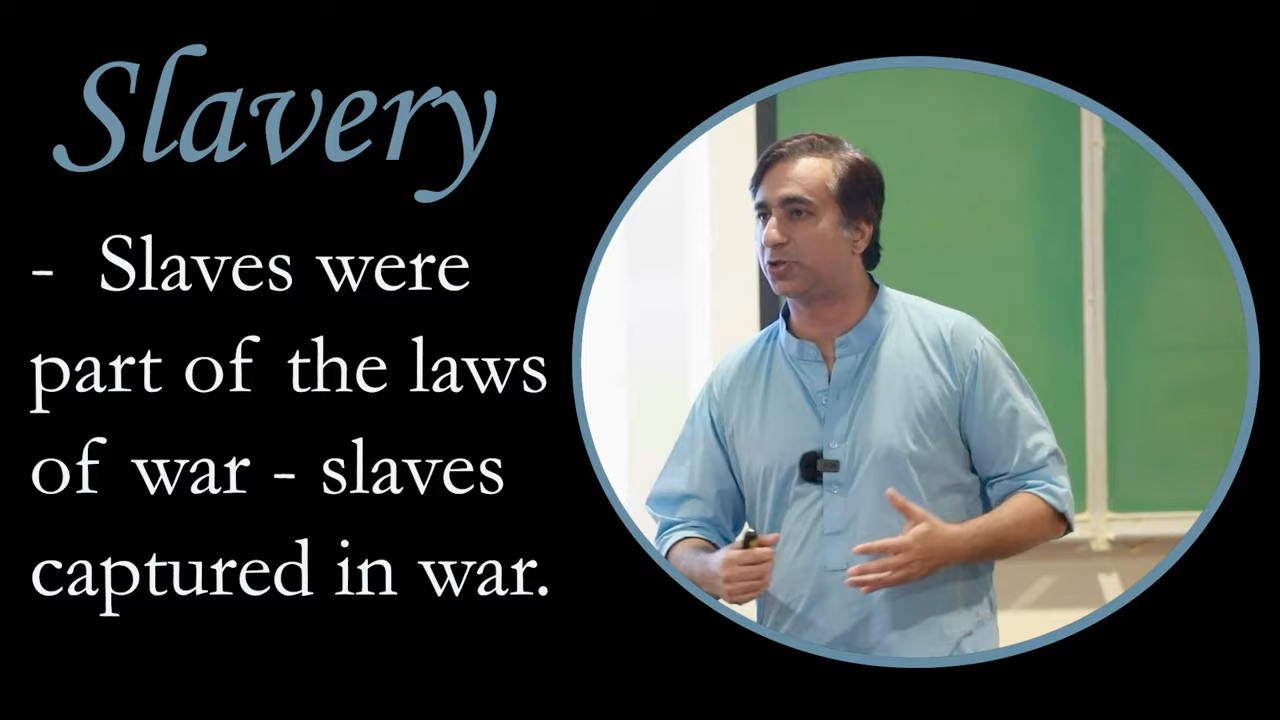 Slavery
- Slaves were
part of the laws
of war - slaves
captured in war.